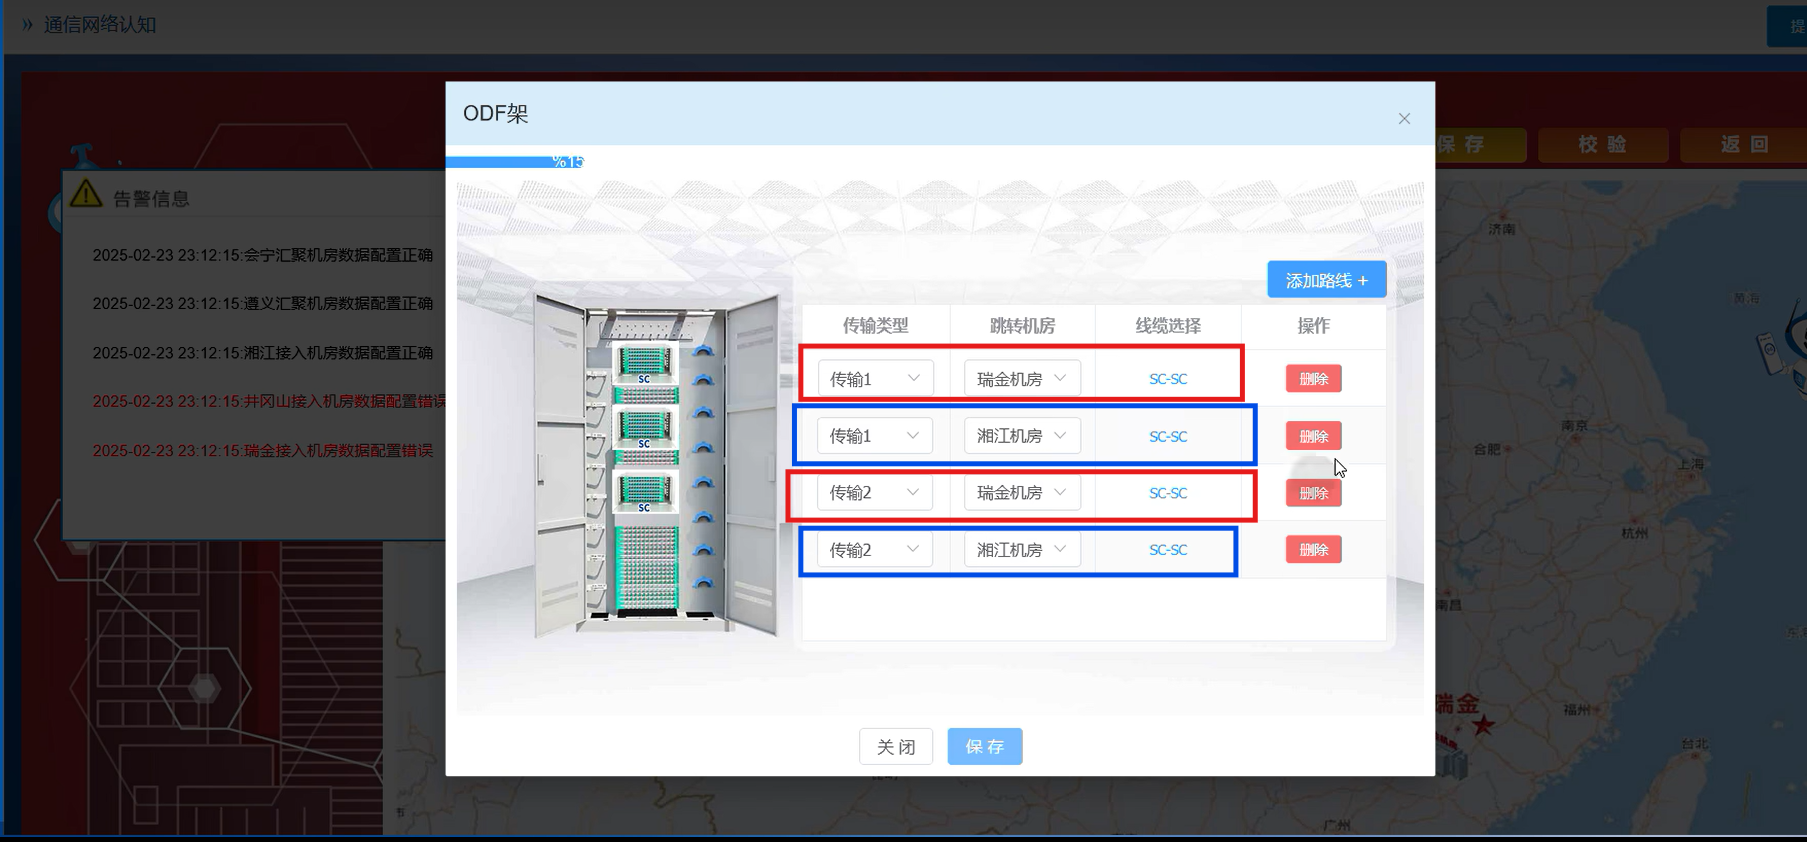 » 通信网络认知
提
ODF架
×
%15
保 存
校 验
返 回
告警信息
2025-02-23 23:12:15:会宁汇聚机房数据配置正确
2025-02-23 23:12:15:遵义汇聚机房数据配置正确
2025-02-23 23:12:15:湘江接入机房数据配置正确
2025-02-23 23:12:15:井冈山接入机房数据配置错误
2025-02-23 23:12:15:瑞金接入机房数据配置错误
添加路线 +
传输类型 跳转机房 线缆选择 操作
传输1 瑞金机房 SC-SC 删除
传输1 湘江机房 SC-SC 删除
传输2 瑞金机房 SC-SC 删除
传输2 湘江机房 SC-SC 删除
SC
SC
SC
关 闭
保 存
济南
黄海
南京
合肥
上海
杭州
南昌
瑞金
福州
台北
广州